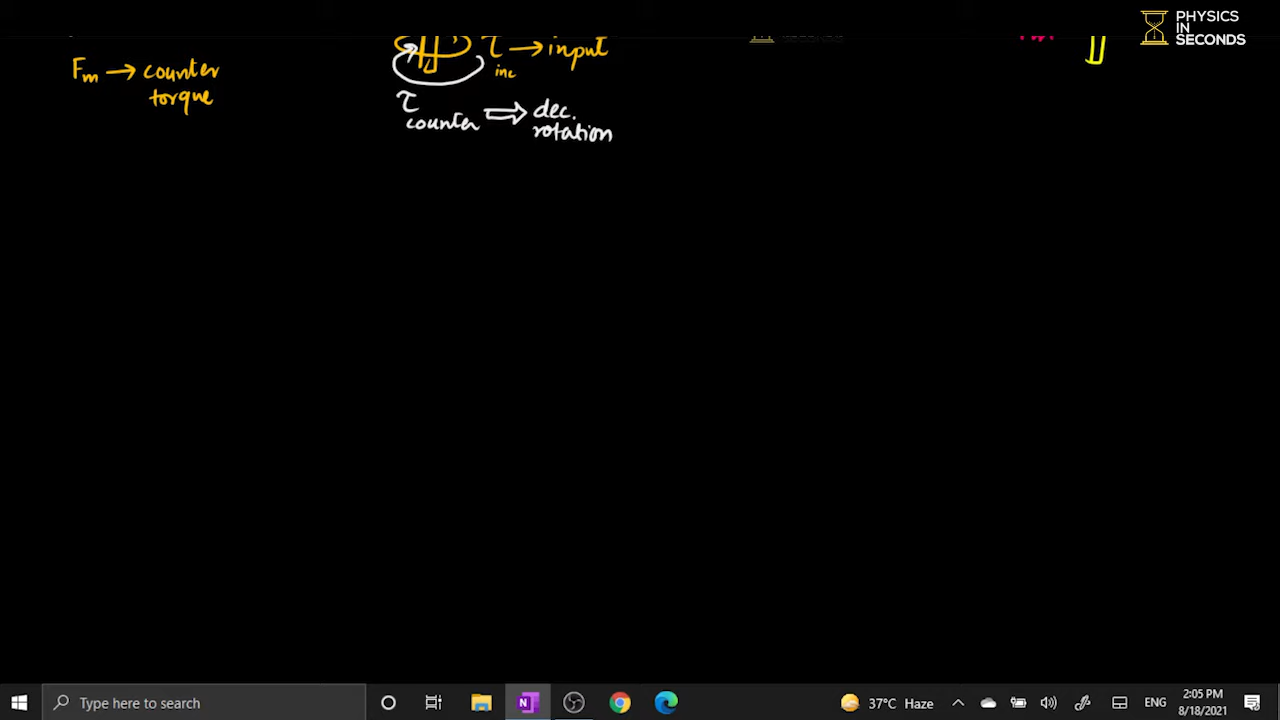 PHYSICS
IN
SECONDS
Fm → counter
torque
τ → input
inc
τ
counter ⇒ dec.
rotation
Type here to search
37°C Haze
ENG
2:05 PM
8/18/2021